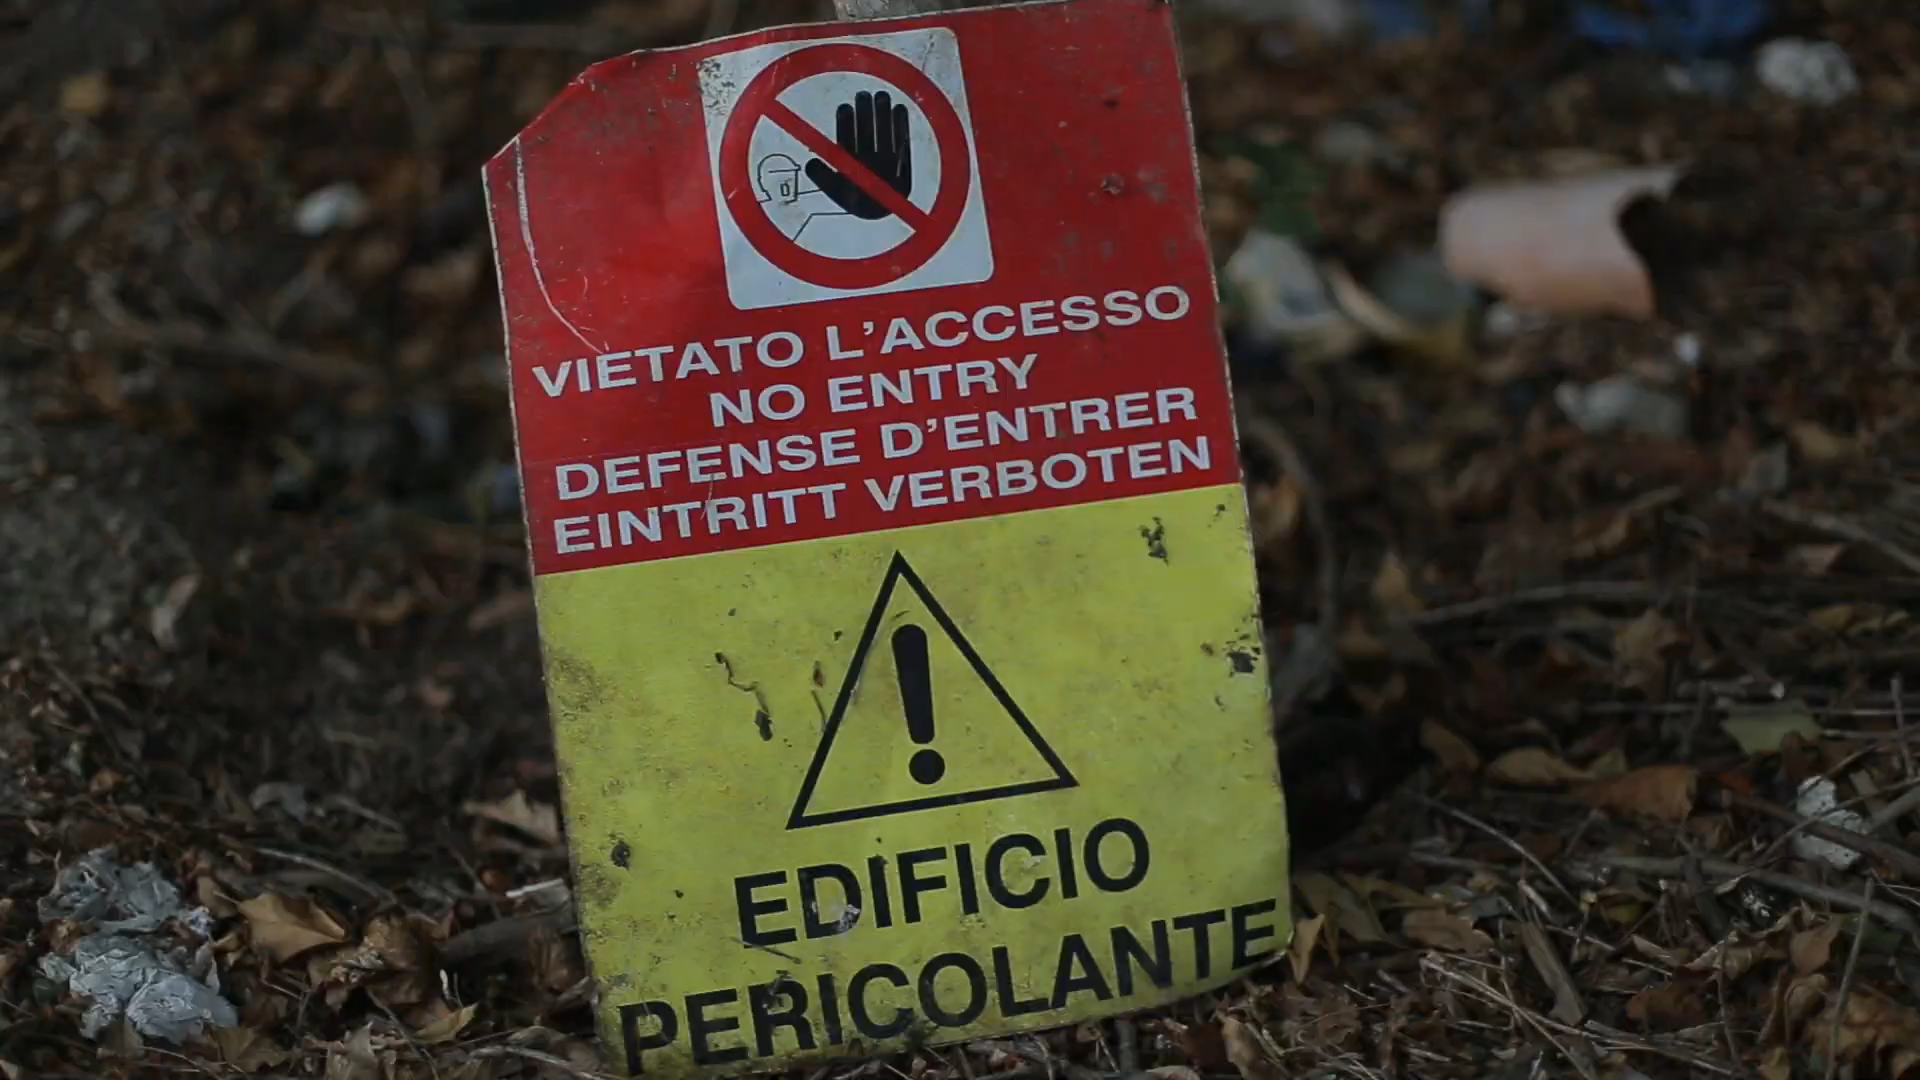 VIETATO L'ACCESSO
NO ENTRY
DEFENSE D'ENTRER
EINTRITT VERBOTEN
EDIFICIO
PERICOLANTE